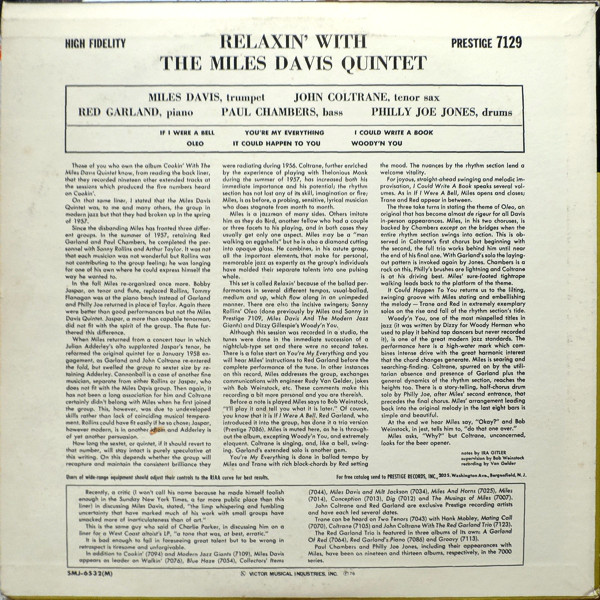 HIGH FIDELITY
RELAXIN' WITH
THE MILES DAVIS QUINTET
PRESTIGE 7129
MILES DAVIS, trumpet JOHN COLTRANE, tenor sax
RED GARLAND, piano PAUL CHAMBERS, bass PHILLY JOE JONES, drums
IF I WERE A BELL YOU'RE MY EVERYTHING I COULD WRITE A BOOK
OLEO IT COULD HAPPEN TO YOU WOODY'N YOU
Those of you who own the album Cookin' With The
Miles Davis Quintet know, from reading the back liner,
that they recorded nineteen other extended tracks at
the sessions which produced the five numbers heard
on Cookin'.
On that same liner, I stated that the Miles Davis
Quintet was, to me and many others, the group in
modern jazz but that they had broken up in the spring
of 1957.
Since the disbanding Miles has fronted three differ-
ent groups. In the summer of 1957, retaining Red
Garland and Paul Chambers, he completed the per-
sonnel with Sonny Rollins and Arthur Taylor. It was not
that each musician was not wonderful but Rollins was
not contributing to the group feeling; he was longing
for one of his own where he could express himself the
way he wanted to.
In the fall Miles re-organized once more. Bobby
Jaspar, on tenor and flute, replaced Rollins, Tommy
Flanagan was at the piano bench instead of Garland
and Philly Joe returned in place of Taylor. Again there
were better than good performances but not the Miles
Davis Quintet. Jaspar, a more than capable tenorman,
did not fit with the spirit of the group. The flute fur-
thered this difference.
When Miles returned from a concert tour in which
Julian Adderley's alto supplanted Jaspar's tenor, he
reformed the original quintet for a January 1958 en-
gagement, as Garland and John Coltrane re-entered
the fold, but swelled the group to sextet size by re-
taining Adderley. Cannonball is a case of another fine
musician, separate from either Rollins or Jaspar, who
does not fit with the Miles Davis group. Then again, it
has not been a long association for him and Coltrane
certainly didn't belong with Miles when he first joined
the group. This, however, was due to undevelopèd
skills rather than lack of coinciding musical tempera-
ment. Rollins could have fit easily if he so chose; Jaspar,
however modern, is in another and Adderley is
of yet another persuasion.
How long the sextet, or quintet, if it should revert to
that number, will stay intact is purely speculative at
this writing. On this depends whether the group will
recapture and maintain the consistent brilliance they
were radiating during 1956. Coltrane, further enriched
by the experience of playing with Thelonious Monk
during the summer of 1957, has increased both his
immediate importance and his potential; the rhythm
section has not lost any of its skill, imagination or fire;
Miles is, as before, a probing, sensitive, lyrical musician
who does stagnate from month to month.
Miles is a jazzman of many sides. Others imitate
him as they do Bird, another fellow who had a couple
or three facets to his playing, and in both cases they
usually get only one aspect. Miles may be a "man
walking on eggshells" but he is also a diamond cutting
into opaque glass. He combines, in his astute group,
all the important elements, that make for personal,
memorable jazz as expertly as the group's individuals
have molded their separate talents into one pulsing
whole.
This set is called Relaxin' because of the ballad per-
formances in several different tempos, usual-ballad,
medium and up, which flow along in an unimpeded
manner. There are also the incisive swingers; Sonny
Rollins' Oleo (done previously by Miles and Sonny in
Prestige 7109, Miles Davis And The Modern Jazz
Giants) and Dizzy Gillespie's Woody'n You.
Although this session was recorded in a studio, the
tunes were done in the immediate succession of a
nightclub-type set and there were no second takes.
There is a false start on You're My Everything and you
will hear Miles' instructions to Red Garland before the
complete performance of the tune. In other instances
on this record, Miles addresses the group, exchanges
communications with engineer Rudy Van Gelder, jokes
with Bob Weinstock, etc. These comments make this
recording a bit more personal and you are therein.
Before a note is played Miles says to Bob Weinstock,
"I'll play it and tell you what it is later." Of course,
you know that it is If I Were A Bell. Red Garland, who
introduced it into the group, has done it a trio version
(Prestige 7086). Miles is muted here, as he is through-
out the album, excepting Woody'n You, and extremely
eloquent. Coltrane is singing, and, like a bell, swing-
ing. Garland's extended solo is another gem.
You're My Everything is done in ballad tempo by
Miles and Trane with rich block-chords by Red setting
the mood. The nuances by the rhythm section lend a
welcome vitality.
For joyous, straight-ahead swinging and melodic im-
provisation, I Could Write A Book speaks several vol-
umes. As in If I Were A Bell, Miles opens and closes;
Trane and Red appear in between.
The three solos turn in stating the theme of Oleo, an
original that has become almost de rigeur for all Davis
in-person appearances. Miles, in his two choruses, is
backed by Chambers except on the bridges when the
entire rhythm section swings into action. This is ob-
served in Coltrane's first chorus but beginning with
the second, the full trio works behind him until near
the end of his final one. With Garland's solo the laying-
out pattern is invoked again by Jones. Chambers is a
rock on this, Philly's brushes are lightning and Coltrane
is at his driving best. Miles' sure-footed tightrope
walking leads back to the platform of the theme.
It Could Happen To You returns us to the lilting,
swinging groove with Miles stating and embellishing
the melody — Trane and Red in extremely exemplary
solos on the rise and fall of the rhythm section's tide.
Woody'n You, one of the most misspelled titles in
jazz (it was written by Dizzy for Woody Herman who
used to play it behind tap dancers but never recorded
it), is one of the great modern jazz standards. The
performance here is a high-water mark which com-
bines intense drive with the great harmonic interest
that the chord changes generate. Miles is searing and
searching-finding. Coltrane, spurred on by the utili-
tarian absence and presence of Garland plus the
general dynamics of the rhythm section, reaches the
heights too. There is a story-telling, half-chorus drum
solo by Philly Joe, after Miles' second entrance, that
precedes the final chorus. Miles' arrangement leading
back into the original melody in the last eight bars is
simple and beautiful.
At the end we hear Miles say, "Okay?" and Bob
Weinstock, in jest, tells him to, "do that one over."
Miles asks, "Why?" but Coltrane, unconcerned,
looks for the beer opener.
notes by IRA GITLER
supervision by Bob Weinstock
recording by Van Gelder
Users of wide-range equipment should adjust their controls to the RIAA curve for best results.
For free catalog send to PRESTIGE RECORDS, INC., 203 S. Washington Ave., Bergenfield, N. J.
Recently, a critic (I won't call his name because he made himself foolish
enough in the Sunday New York Times, a far more public place than this
liner) in discussing Miles Davis, stated, "the limp whispering and fumbling
uncertainty that have marked much of his work with small groups have
smacked more of inarticulateness than of art."
This is the same guy who said of Charlie Parker, in discussing him on a
liner for a West Coast altoist's LP, "a tone that was, at best, erratic."
It is bad enough to fail in foreseeing great talent but to be wrong in
retrospect is tiresome and unforgivable.
In addition to Cookin' (7094) and Modern Jazz Giants (7109), Miles Davis
appears as leader on Walkin' (7076), Blue Haze (7054), Collectors' Items
(7044), Miles Davis and Milt Jackson (7034), Miles And Horns (7025), Miles
(7014), Conception (7013), Dig (7012) and The Musings of Miles (7007).
John Coltrane and Red Garland are exclusive Prestige recording artists
and have each led several dates.
Trane can be heard on Two Tenors (7043) with Hank Mobley, Mating Call
(7070), Coltrane (7105) and John Coltrane With The Red Garland Trio (7123).
The Red Garland Trio is featured in three albums of its own: A Garland
Of Red (7064), Red Garland's Piano (7086) and Groovy (7113).
Paul Chambers and Philly Joe Jones, including their appearances with
Miles, have been on nineteen and thirteen albums, respectively, in the 7000
series.
SMJ-6532(M)
VICTOR MUSICAL INDUSTRIES, INC.